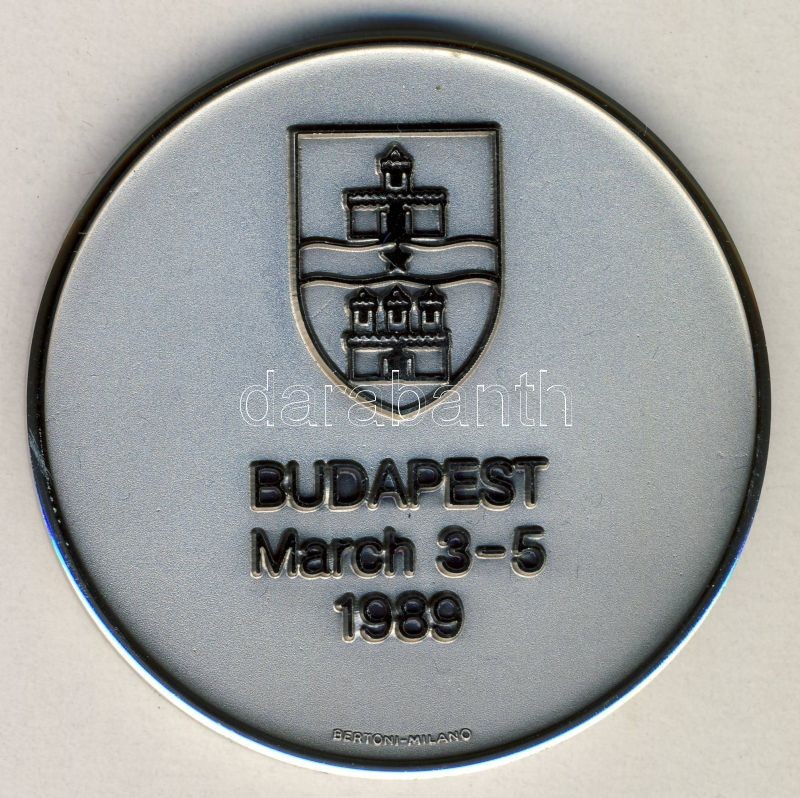 darabanth
BUDAPEST
March 3-5
1989
BERTONI-MILANO